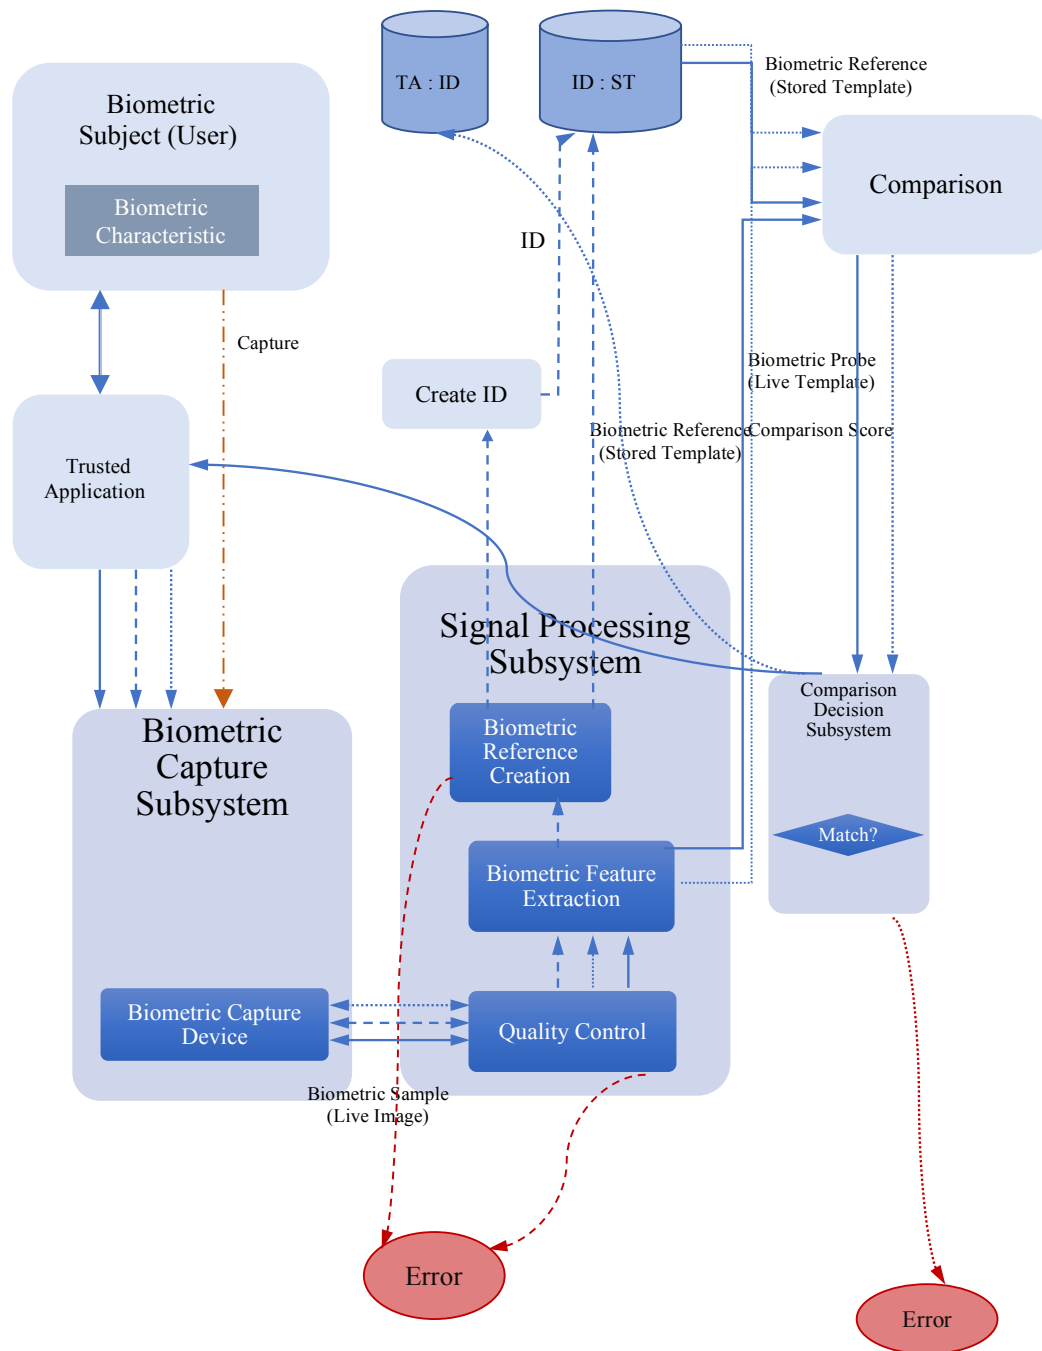 TA : ID
ID : ST
Biometric Reference
(Stored Template)
Biometric
Subject (User)
Biometric
Characteristic
Comparison
ID
Capture
Create ID
Biometric Probe
(Live Template)
Biometric Reference
(Stored Template)
Comparison Score
Trusted
Application
Signal Processing
Subsystem
Comparison
Decision
Subsystem
Match?
Biometric
Capture
Subsystem
Biometric
Reference
Creation
Biometric Feature
Extraction
Biometric Capture
Device
Quality Control
Biometric Sample
(Live Image)
Error
Error